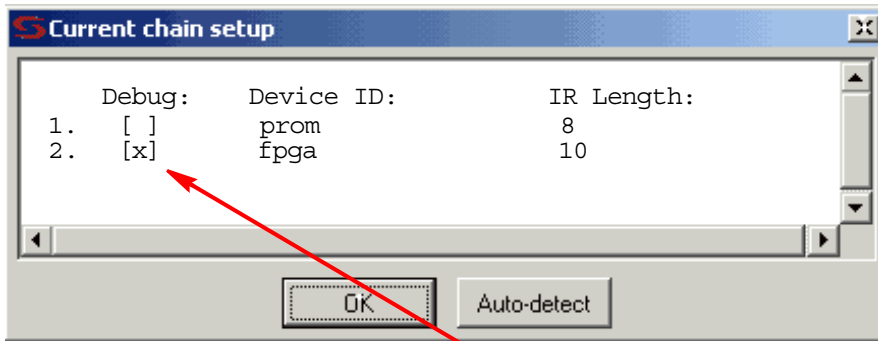 Current chain setup
Debug: Device ID: IR Length:
1. [ ] prom 8
2. [x] fpga 10
OK Auto-detect